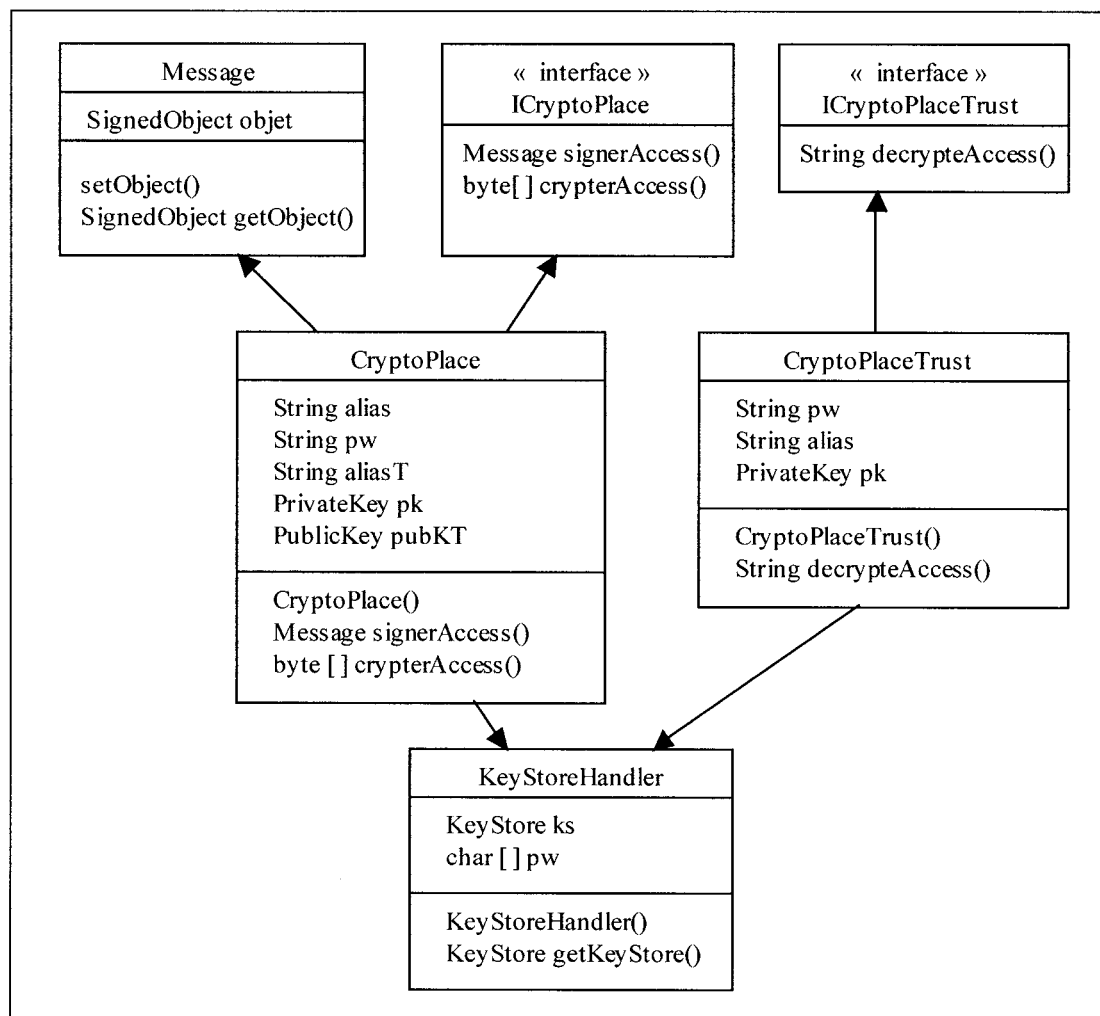 Message
SignedObject objet
setObject()
SignedObject getObject()
« interface »
ICryptoPlace
Message signerAccess()
byte[ ] crypterAccess()
« interface »
ICryptoPlaceTrust
String decrypteAccess()
CryptoPlace
String alias
String pw
String aliasT
PrivateKey pk
PublicKey pubKT
CryptoPlace()
Message signerAccess()
byte [ ] crypterAccess()
CryptoPlaceTrust
String pw
String alias
PrivateKey pk
CryptoPlaceTrust()
String decrypteAccess()
KeyStoreHandler
KeyStore ks
char [ ] pw
KeyStoreHandler()
KeyStore getKeyStore()